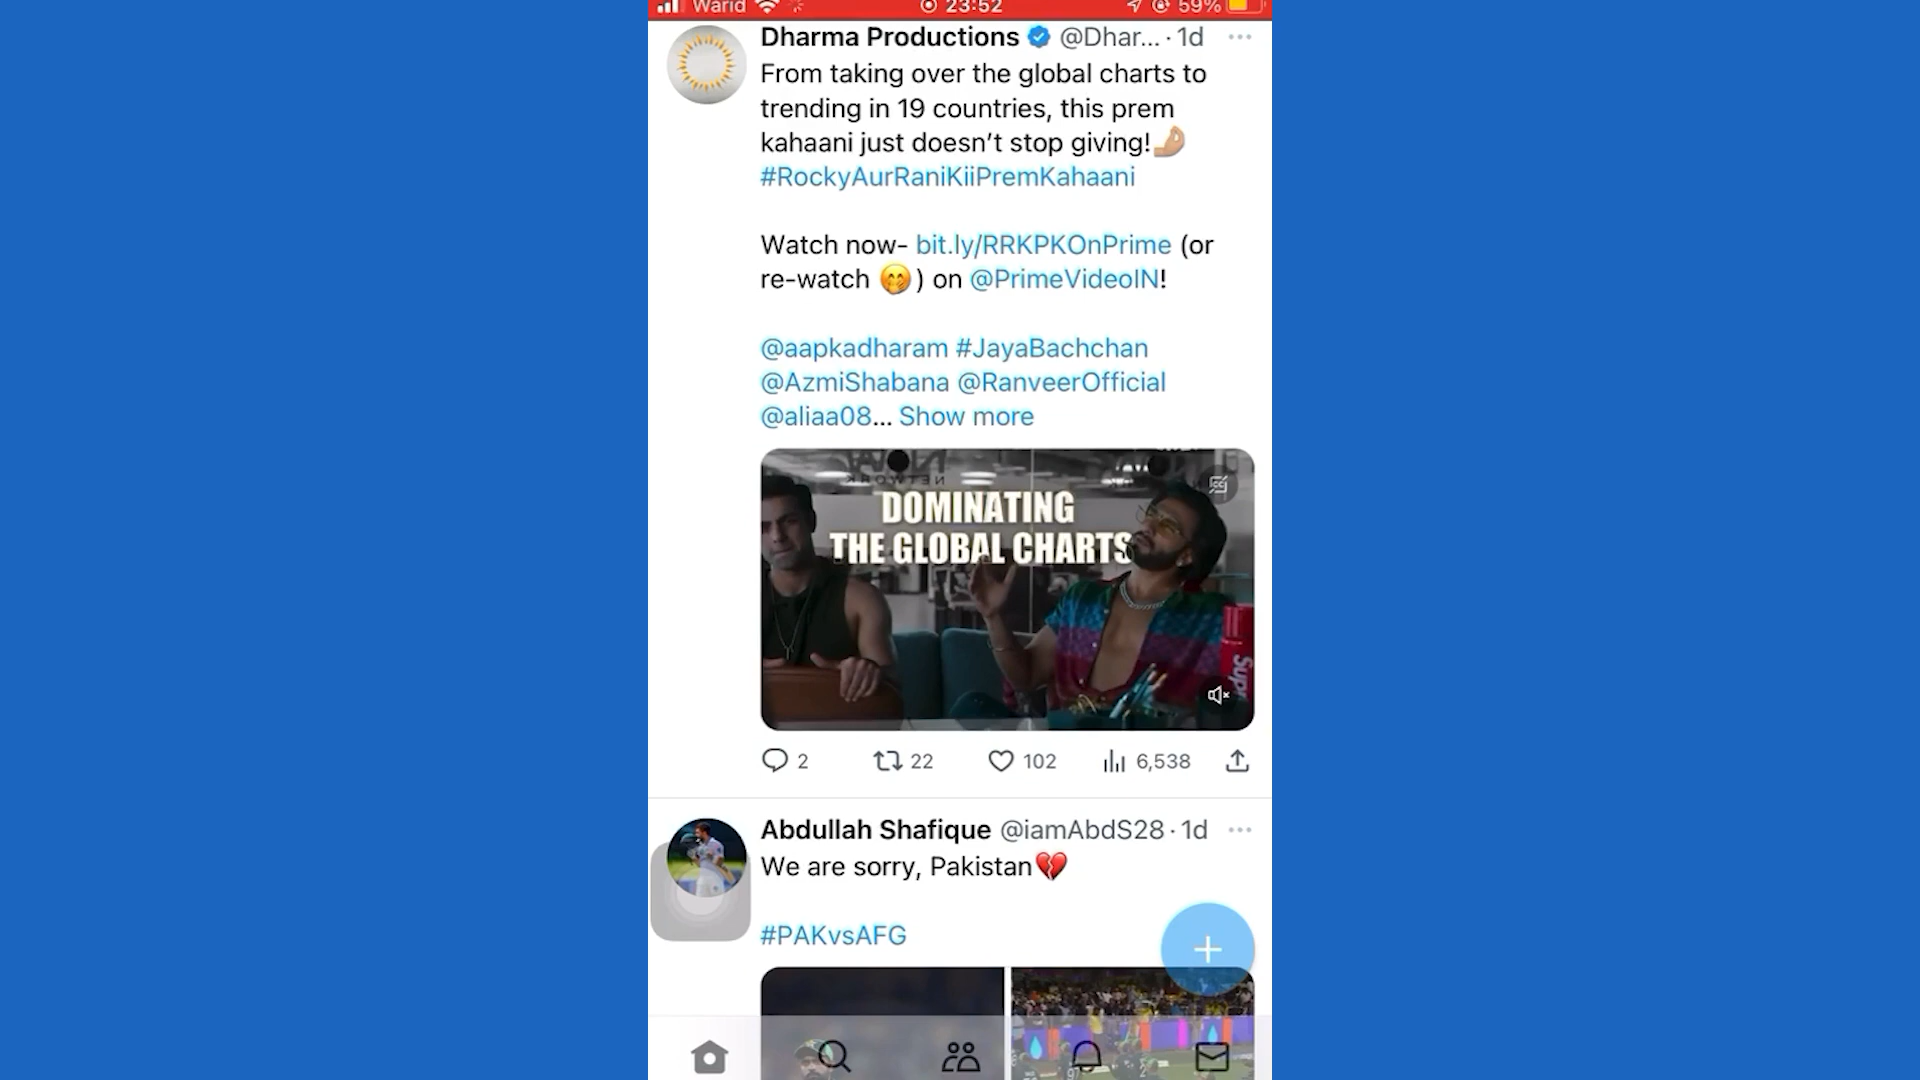 Warid 23:52 59%
Dharma Productions @Dhar... · 1d
From taking over the global charts to
trending in 19 countries, this prem
kahaani just doesn't stop giving!
#RockyAurRaniKiiPremKahaani
Watch now- bit.ly/RRKPKOnPrime (or
re-watch 🤭) on @PrimeVideoIN!
@aapkadharam #JayaBachchan
@AzmiShabana @RanveerOfficial
@aliaa08... Show more
DOMINATING
THE GLOBAL CHARTS
2 22 102 6,538
Abdullah Shafique @iamAbdS28 · 1d
We are sorry, Pakistan💔
#PAKvsAFG